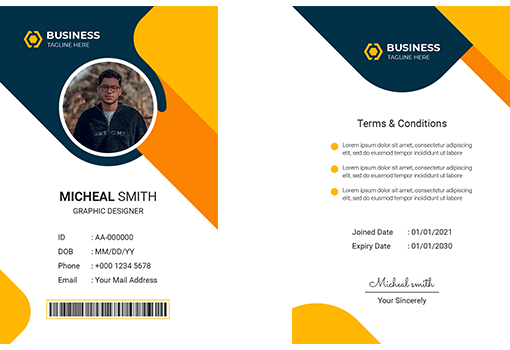 BUSINESS
TAGLINE HERE
AWESOME
MICHEAL SMITH
GRAPHIC DESIGNER
ID : AA-000000
DOB : MM/DD/YY
Phone : +000 1234 5678
Email : Your Mail Address
BUSINESS
TAGLINE HERE
Terms & Conditions
Lorem ipsum dolor sit amet, consectetur adipiscing
elit, sed do eiusmod tempor incididunt ut labore
Lorem ipsum dolor sit amet, consectetur adipiscing
elit, sed do eiusmod tempor incididunt ut labore
Lorem ipsum dolor sit amet, consectetur adipiscing
elit, sed do eiusmod tempor incididunt ut labore
Joined Date : 01/01/2021
Expiry Date : 01/01/2030
Micheal smith
Your Sincerely